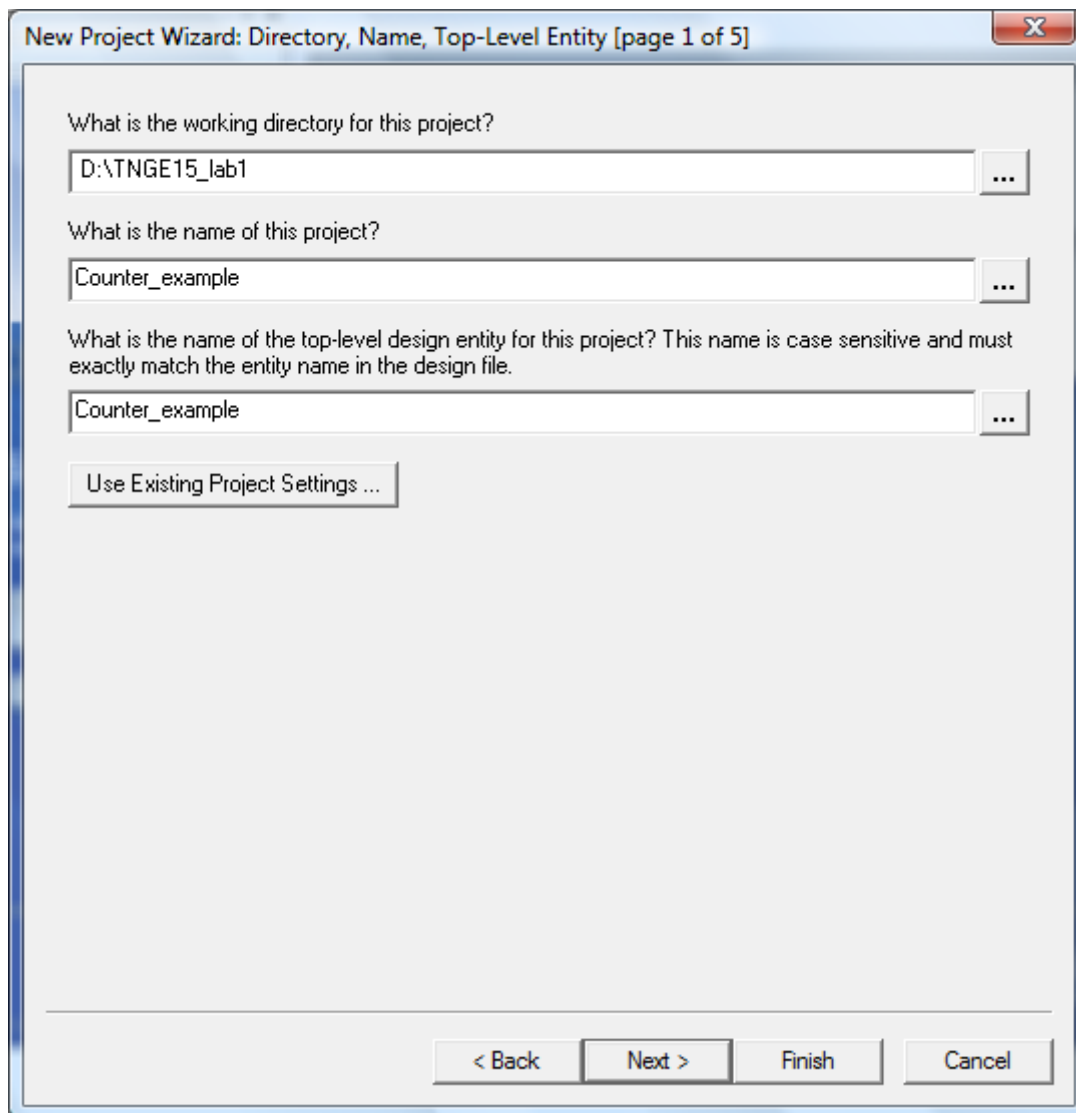 New Project Wizard: Directory, Name, Top-Level Entity [page 1 of 5]
What is the working directory for this project?
D:\TNGE15_lab1
...
What is the name of this project?
Counter_example
...
What is the name of the top-level design entity for this project? This name is case sensitive and must
exactly match the entity name in the design file.
Counter_example
...
Use Existing Project Settings ...
< Back
Next >
Finish
Cancel